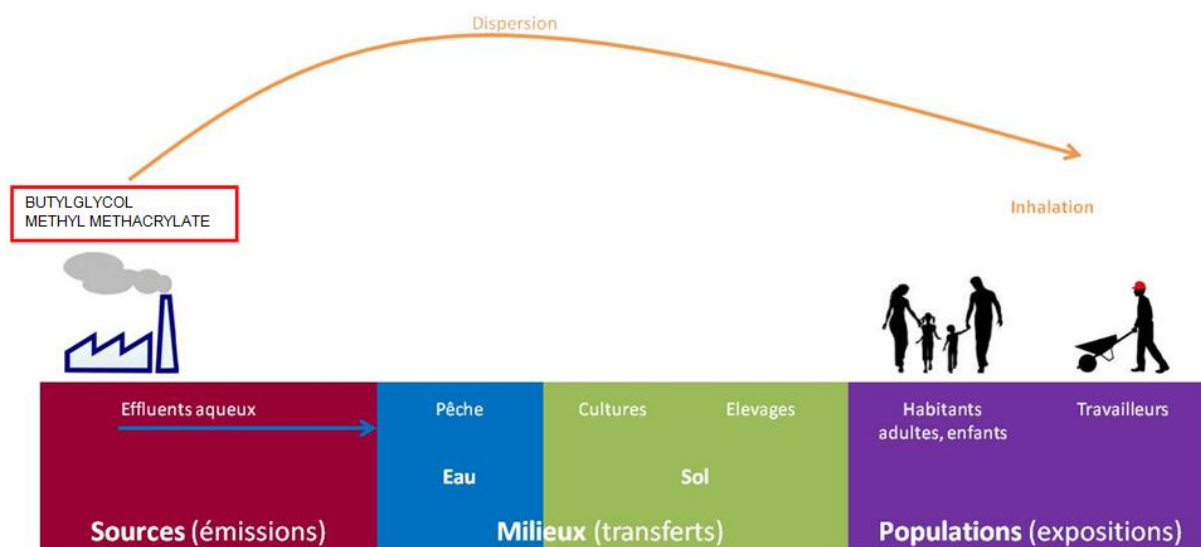 Dispersion
BUTYLGLYCOL
METHYL METHACRYLATE
Inhalation
Effluents aqueux
Pêche
Cultures
Elevages
Habitants
adultes, enfants
Travailleurs
Eau
Sol
Sources (émissions)
Milieux (transferts)
Populations (expositions)